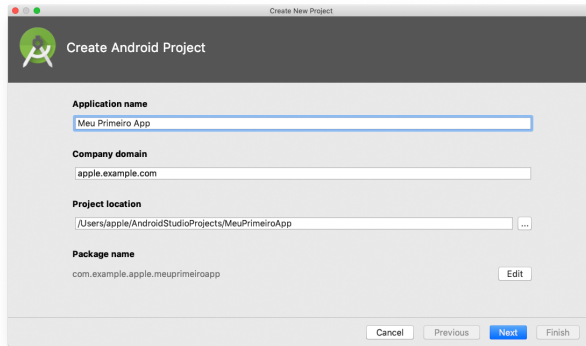 Create New Project
Create Android Project
Application name
Meu Primeiro App
Company domain
apple.example.com
Project location
/Users/apple/AndroidStudioProjects/MeuPrimeiroApp
...
Package name
com.example.apple.meuprimeiroapp
Edit
Cancel Previous Next Finish